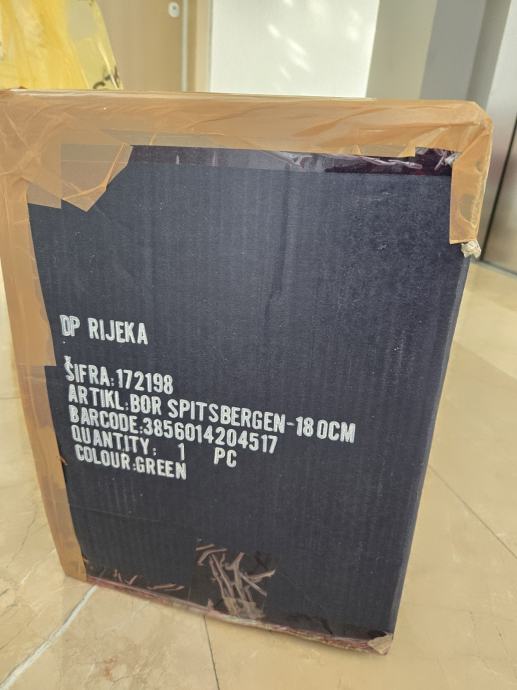 DP RIJEKA
ŠIFRA:172198
ARTIKL:BOR SPITSBERGEN-180CM
BARCODE:3856014204517
QUANTITY: 1 PC
COLOUR:GREEN